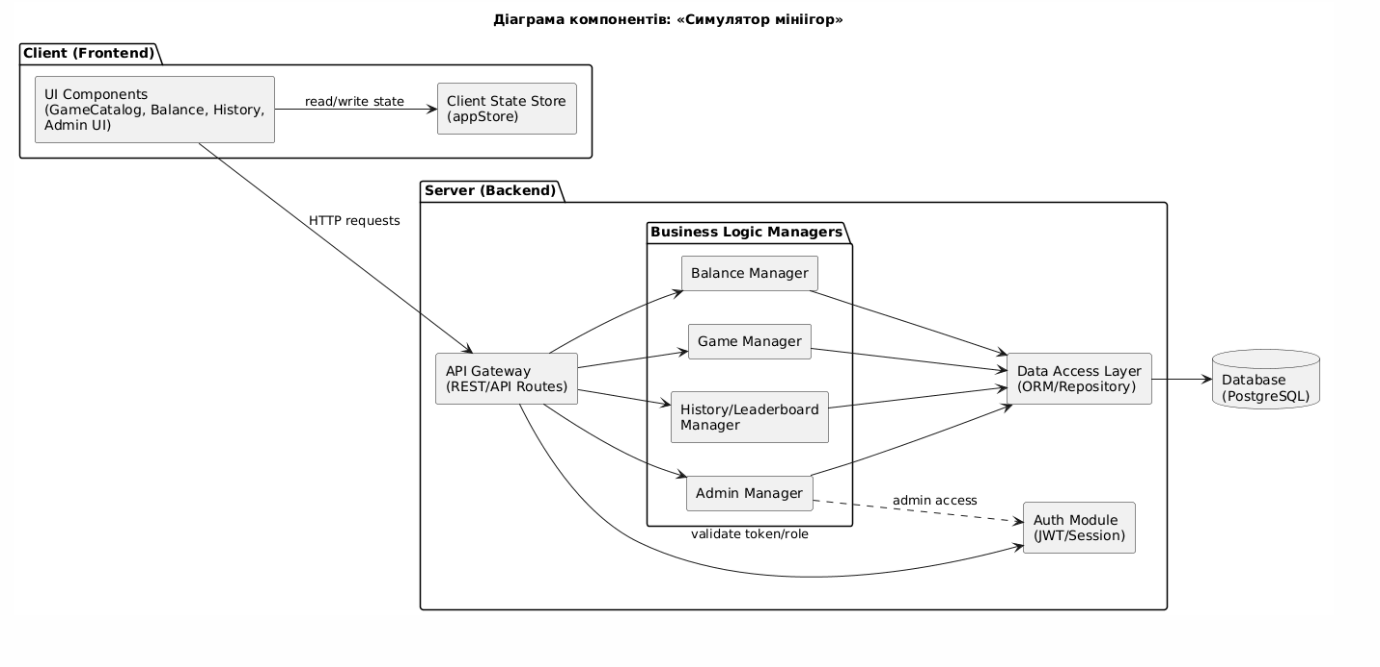 Діаграма компонентів: «Симулятор мініігор»
Client (Frontend)
UI Components
(GameCatalog, Balance, History,
Admin UI)
read/write state
Client State Store
(appStore)
HTTP requests
Server (Backend)
Business Logic Managers
Balance Manager
Game Manager
API Gateway
(REST/API Routes)
History/Leaderboard
Manager
Admin Manager
validate token/role
admin access
Data Access Layer
(ORM/Repository)
Auth Module
(JWT/Session)
Database
(PostgreSQL)